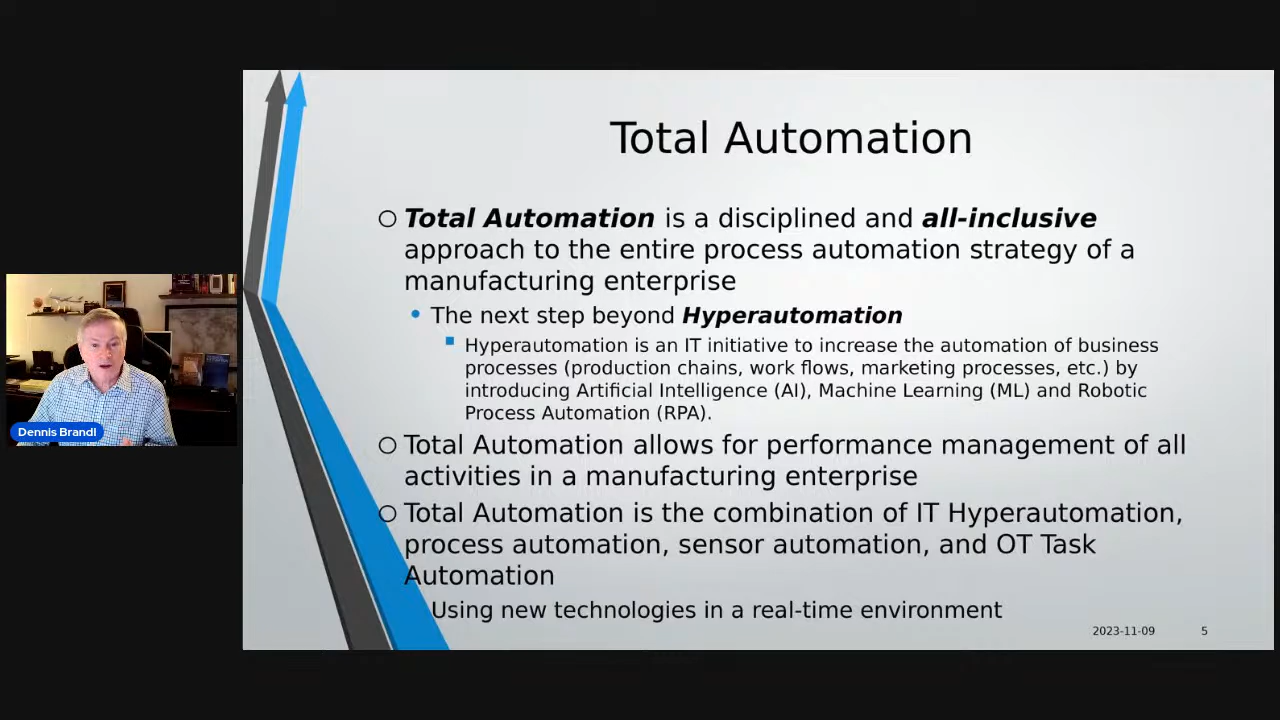 Total Automation
Total Automation is a disciplined and all-inclusive
approach to the entire process automation strategy of a
manufacturing enterprise
The next step beyond Hyperautomation
Hyperautomation is an IT initiative to increase the automation of business
processes (production chains, work flows, marketing processes, etc.) by
introducing Artificial Intelligence (AI), Machine Learning (ML) and Robotic
Process Automation (RPA).
Total Automation allows for performance management of all
activities in a manufacturing enterprise
Total Automation is the combination of IT Hyperautomation,
process automation, sensor automation, and OT Task
Automation
Using new technologies in a real-time environment
2023-11-09 5
Dennis Brandl